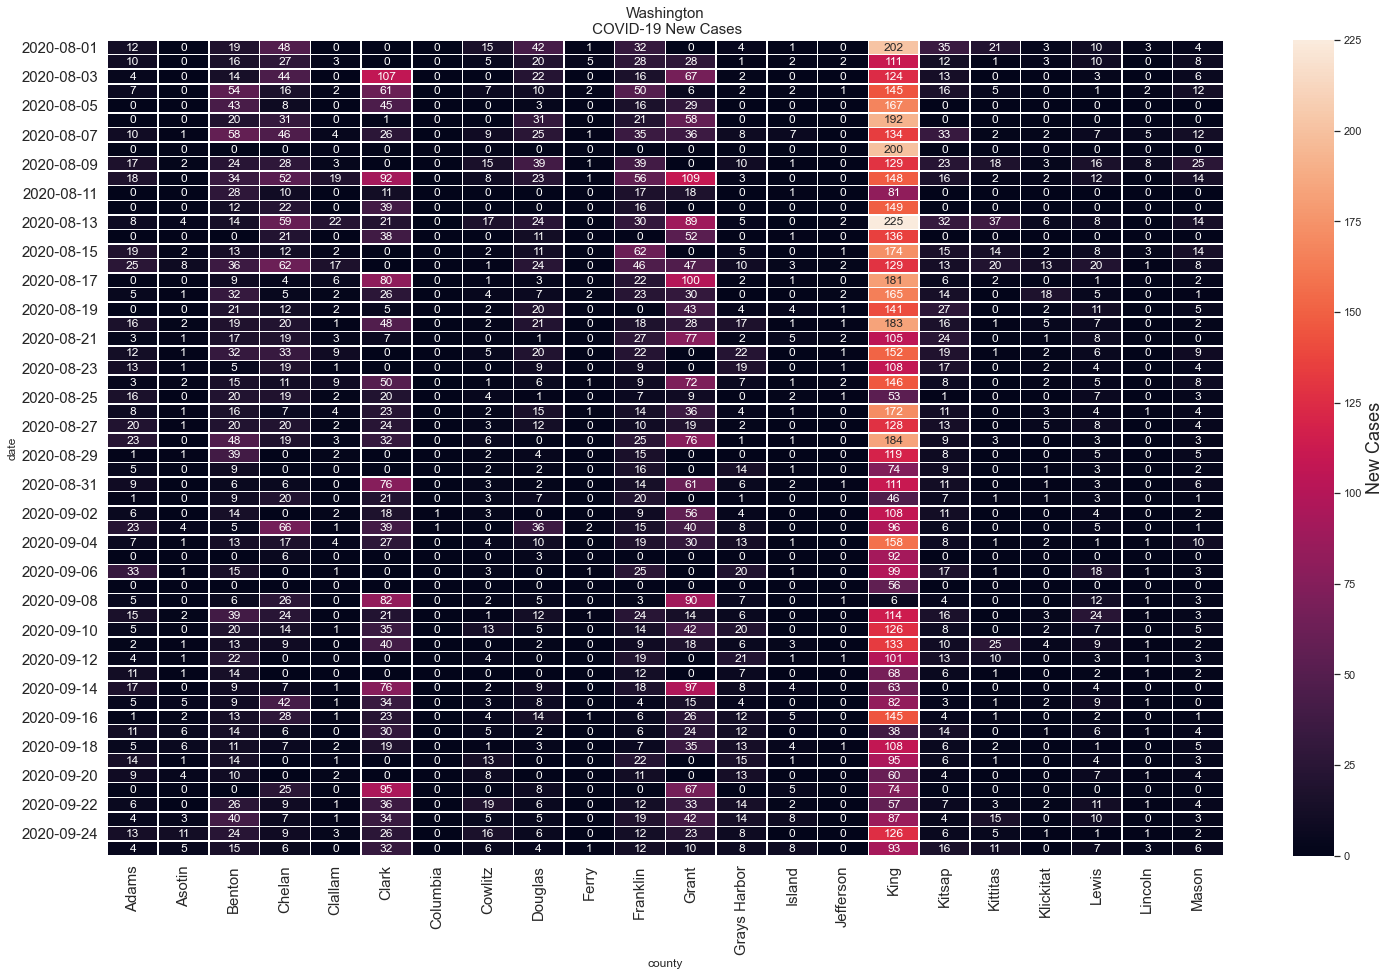 Washington
COVID-19 New Cases
2020-08-01 12 0 19 48 0 0 0 15 42 1 32 0 4 1 0 202 35 21 3 10 3 4
10 0 16 27 3 0 0 5 20 5 28 28 1 2 2 111 12 1 3 10 0 8
2020-08-03 4 0 14 44 0 107 0 0 22 0 16 67 2 0 0 124 13 0 0 3 0 6
7 0 54 16 2 61 0 7 10 2 50 6 2 2 1 145 16 5 0 1 2 12
2020-08-05 0 0 43 8 0 45 0 0 3 0 16 29 0 0 0 167 0 0 0 0 0 0
0 0 20 31 0 1 0 0 31 0 21 58 0 0 0 192 0 0 0 0 0 0
2020-08-07 10 1 58 46 4 26 0 9 25 1 35 36 8 7 0 134 33 2 2 7 5 12
0 0 0 0 0 0 0 0 0 0 0 0 0 0 0 200 0 0 0 0 0 0
2020-08-09 17 2 24 28 3 0 0 15 39 1 39 0 10 1 0 129 23 18 3 16 8 25
18 0 34 52 19 92 0 8 23 1 56 109 3 0 0 148 16 2 2 12 0 14
2020-08-11 0 0 28 10 0 11 0 0 0 0 17 18 0 1 0 81 0 0 0 0 0 0
0 0 12 22 0 39 0 0 0 0 16 0 0 0 0 149 0 0 0 0 0 0
2020-08-13 8 4 14 59 22 21 0 17 24 0 30 89 5 0 2 225 32 37 6 8 0 14
0 0 0 21 0 38 0 0 11 0 0 52 0 1 0 136 0 0 0 0 0 0
2020-08-15 19 2 13 12 2 0 0 2 11 0 62 0 5 0 1 174 15 14 2 8 3 14
25 8 36 62 17 0 0 1 24 0 46 47 10 3 2 129 13 20 13 20 1 8
2020-08-17 0 0 9 4 6 80 0 1 3 0 22 100 2 1 0 181 6 2 0 1 0 2
5 1 32 5 2 26 0 4 7 2 23 30 0 0 2 165 14 0 18 5 0 1
2020-08-19 0 0 21 12 2 5 0 2 20 0 0 43 4 4 1 141 27 0 2 11 0 5
16 2 19 20 1 48 0 2 21 0 18 28 17 1 1 183 16 1 5 7 0 2
2020-08-21 3 1 17 19 3 7 0 0 1 0 27 77 2 5 2 105 24 0 1 8 0 0
12 1 32 33 9 0 0 5 20 0 22 0 22 0 1 152 19 1 2 6 0 9
2020-08-23 13 1 5 19 1 0 0 0 9 0 9 0 19 0 1 108 17 0 2 4 0 4
3 2 15 11 9 50 0 1 6 1 9 72 7 1 2 146 8 0 2 5 0 8
2020-08-25 16 0 20 19 2 20 0 4 1 0 7 9 0 2 1 53 1 0 0 7 0 3
8 1 16 7 4 23 0 2 15 1 14 36 4 1 0 172 11 0 3 4 1 4
2020-08-27 20 1 20 20 2 24 0 3 12 0 10 19 2 0 0 128 13 0 5 8 0 4
23 0 48 19 3 32 0 6 0 0 25 76 1 1 0 184 9 3 0 3 0 3
2020-08-29 1 1 39 0 2 0 0 2 4 0 15 0 0 0 0 119 8 0 0 5 0 5
5 0 9 0 0 0 0 2 2 0 16 0 14 1 0 74 9 0 1 3 0 2
2020-08-31 9 0 6 6 0 76 0 3 2 0 14 61 6 2 1 111 11 0 1 3 0 6
1 0 9 20 0 21 0 3 7 0 20 0 1 0 0 46 7 1 1 3 0 1
2020-09-02 6 0 14 0 2 18 1 3 0 0 9 56 4 0 0 108 11 0 0 4 0 2
23 4 5 66 1 39 1 0 36 2 15 40 8 0 0 96 6 0 0 5 0 1
2020-09-04 7 1 13 17 4 27 0 4 10 0 19 30 13 1 0 158 8 1 2 1 1 10
0 0 0 6 0 0 0 0 3 0 0 0 0 0 0 92 0 0 0 0 0 0
2020-09-06 33 1 15 0 1 0 0 3 0 1 25 0 20 1 0 99 17 1 0 18 1 3
0 0 0 0 0 0 0 0 0 0 0 0 0 0 0 56 0 0 0 0 0 0
2020-09-08 5 0 6 26 0 82 0 2 5 0 3 90 7 0 1 6 4 0 0 12 1 3
15 2 39 24 0 21 0 1 12 1 24 14 6 0 0 114 16 0 3 24 1 3
2020-09-10 5 0 20 14 1 35 0 13 5 0 14 42 20 0 0 126 8 0 2 7 0 5
2 1 13 9 0 40 0 0 2 0 9 18 6 3 0 133 10 25 4 9 1 2
2020-09-12 4 1 22 0 0 0 0 4 0 0 19 0 21 1 1 101 13 10 0 3 1 3
11 1 14 0 0 0 0 0 0 0 12 0 7 0 0 68 6 1 0 2 1 2
2020-09-14 17 0 9 7 1 76 0 2 9 0 18 97 8 4 0 63 0 0 0 4 0 0
5 5 9 42 1 34 0 3 8 0 4 15 4 0 0 82 3 1 2 9 1 0
2020-09-16 1 2 13 28 1 23 0 4 14 1 6 26 12 5 0 145 4 1 0 2 0 1
11 6 14 6 0 30 0 5 2 0 6 24 12 0 0 38 14 0 1 6 1 4
2020-09-18 5 6 11 7 2 19 0 1 3 0 7 35 13 4 1 108 6 2 0 1 0 5
14 1 14 0 1 0 0 13 0 0 22 0 15 1 0 95 6 1 0 4 0 3
2020-09-20 9 4 10 0 2 0 0 8 0 0 11 0 13 0 0 60 4 0 0 7 1 4
0 0 0 25 0 95 0 0 8 0 0 67 0 5 0 74 0 0 0 0 0 0
2020-09-22 6 0 26 9 1 36 0 19 6 0 12 33 14 2 0 57 7 3 2 11 1 4
4 3 40 7 1 34 0 5 5 0 19 42 14 8 0 87 4 15 0 10 0 3
2020-09-24 13 11 24 9 3 26 0 16 6 0 12 23 8 0 0 126 6 5 1 1 1 2
4 5 15 6 0 32 0 6 4 1 12 10 8 8 0 93 16 11 0 7 3 6
Adams Asotin Benton Chelan Clallam Clark Columbia Cowlitz Douglas Ferry Franklin Grant Grays Harbor Island Jefferson King Kitsap Kittitas Klickitat Lewis Lincoln Mason
county
date
225
200
175
150
125
100
75
50
25
0
New Cases